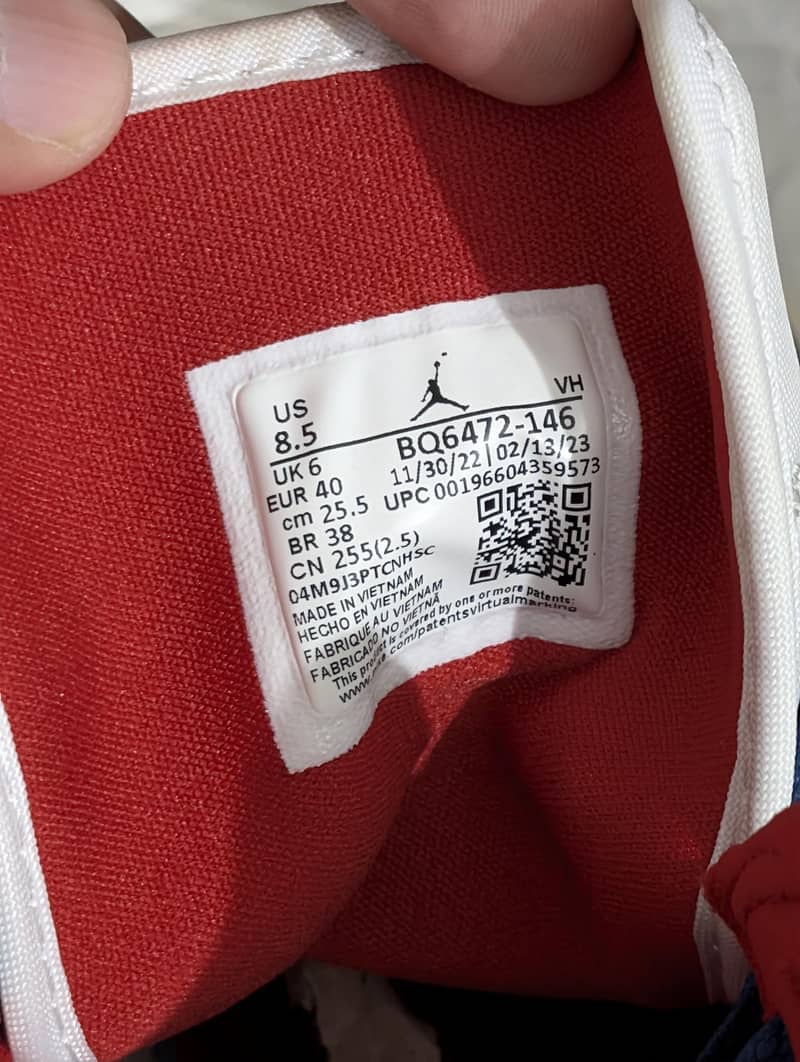 US
8.5
VH
BQ6472-146
UK 6
11/30/22 | 02/13/23
EUR 40
UPC 00196604359573
cm 25.5
BR 38
CN 255(2.5)
04M9J3PTCNHSC
MADE IN VIETNAM
HECHO EN VIETNAM
FABRIQUE AU VIETNAM
FABRICADO NO VIETNÃ
This product is covered by one or more patents:
www.nike.com/patentsvirtualmarking